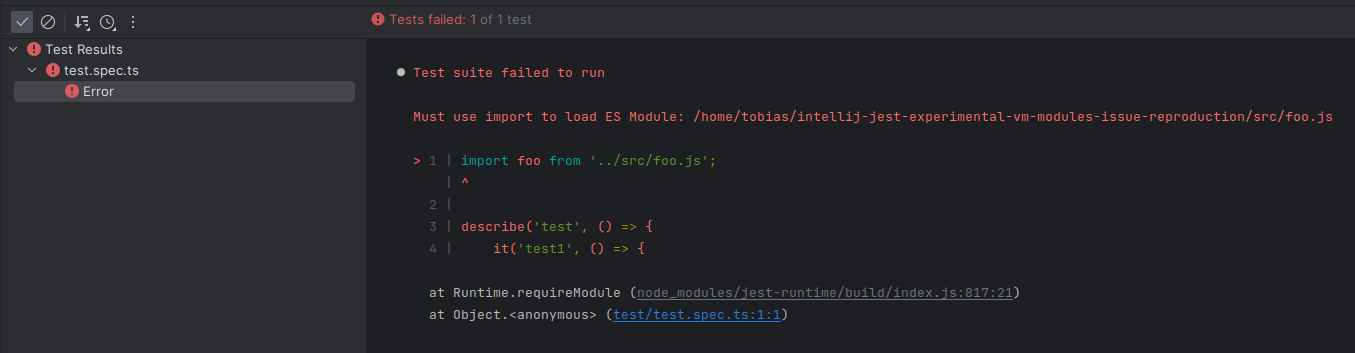 Tests failed: 1 of 1 test
Test Results
test.spec.ts
Error
● Test suite failed to run
Must use import to load ES Module: /home/tobias/intellij-jest-experimental-vm-modules-issue-reproduction/src/foo.js
> 1 | import foo from '../src/foo.js';
| ^
2 |
3 | describe('test', () => {
4 |     it('test1', () => {
at Runtime.requireModule (node_modules/jest-runtime/build/index.js:817:21)
at Object.<anonymous> (test/test.spec.ts:1:1)